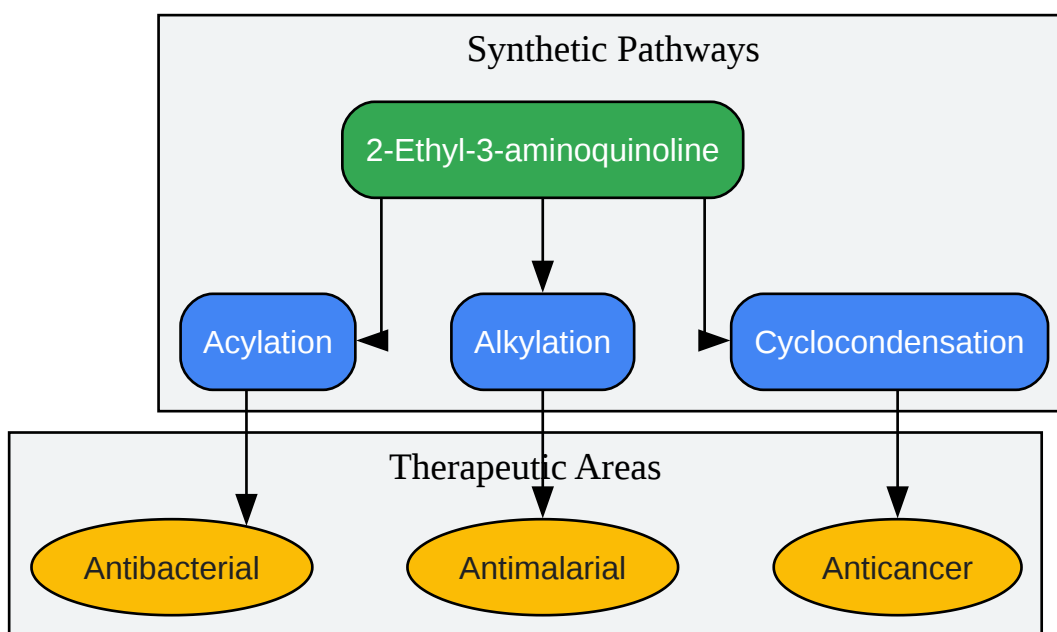 Synthetic Pathways
2-Ethyl-3-aminoquinoline
Acylation
Alkylation
Cyclocondensation
Therapeutic Areas
Antibacterial
Antimalarial
Anticancer